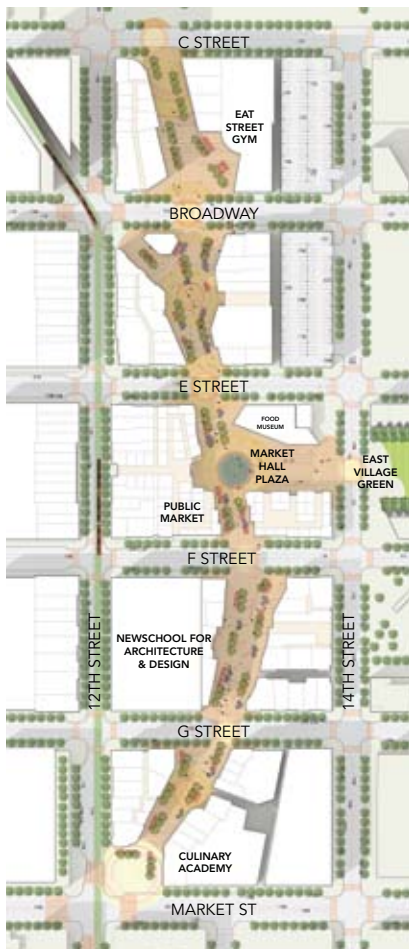 C STREET
EAT
STREET
GYM
BROADWAY
E STREET
FOOD
MUSEUM
MARKET
HALL
PLAZA
EAST
VILLAGE
GREEN
PUBLIC
MARKET
F STREET
NEWSCHOOL FOR
ARCHITECTURE
& DESIGN
12TH STREET
14TH STREET
G STREET
CULINARY
ACADEMY
MARKET ST